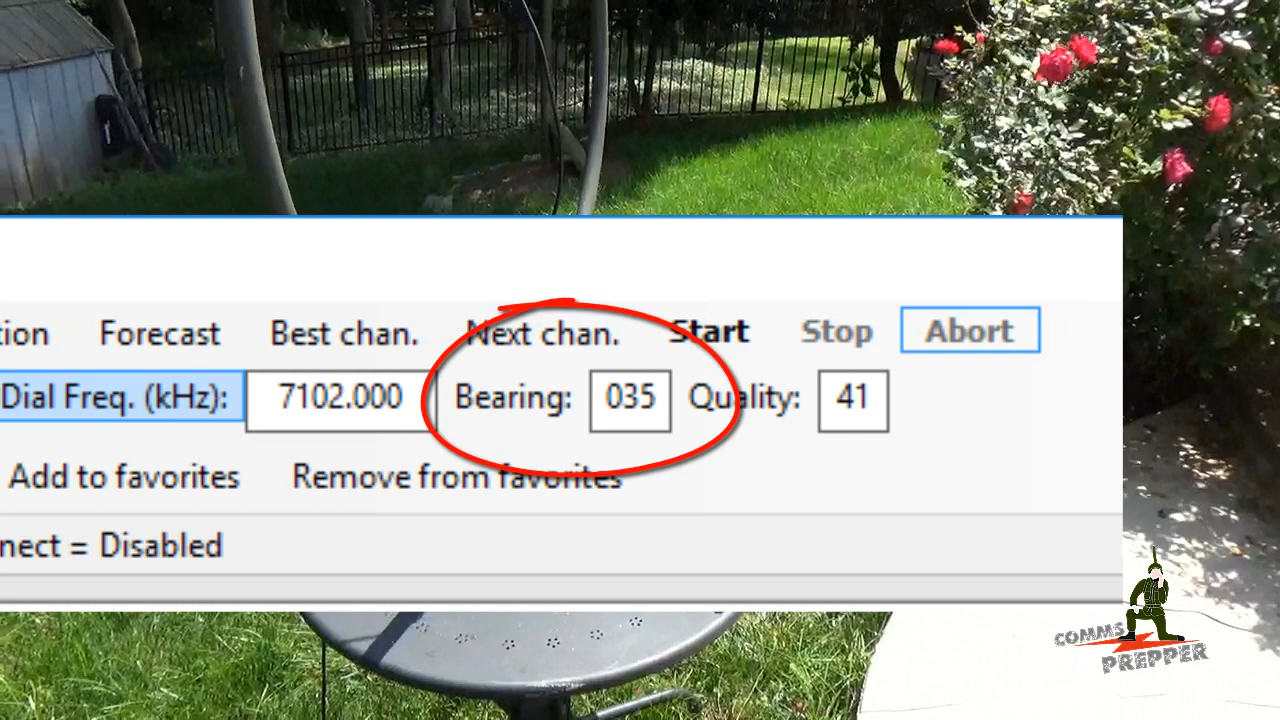 tion Forecast Best chan. Next chan. Start Stop Abort
Dial Freq. (kHz): 7102.000 Bearing: 035 Quality: 41
Add to favorites Remove from favorites
nect = Disabled
COMMS
PREPPER